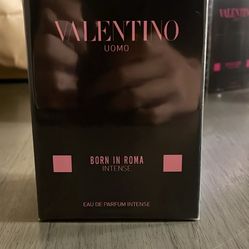 VALENTINO
UOMO
BORN IN ROMA
INTENSE
EAU DE PARFUM INTENSE